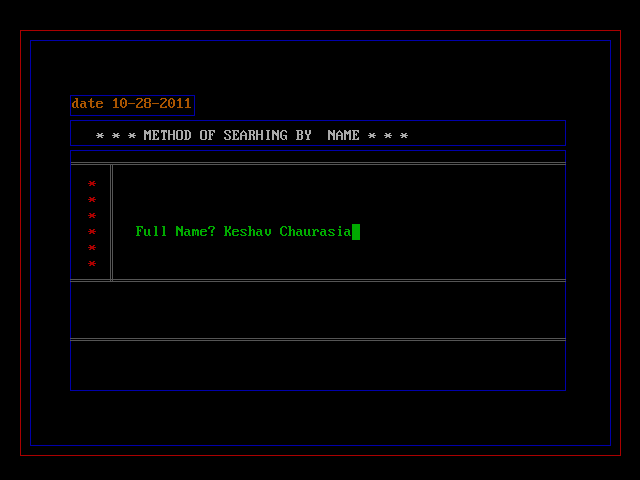 date 10-28-2011
* * * METHOD OF SEARHING BY  NAME * * *
*
*
*
* Full Name? Keshav Chaurasia
*
*